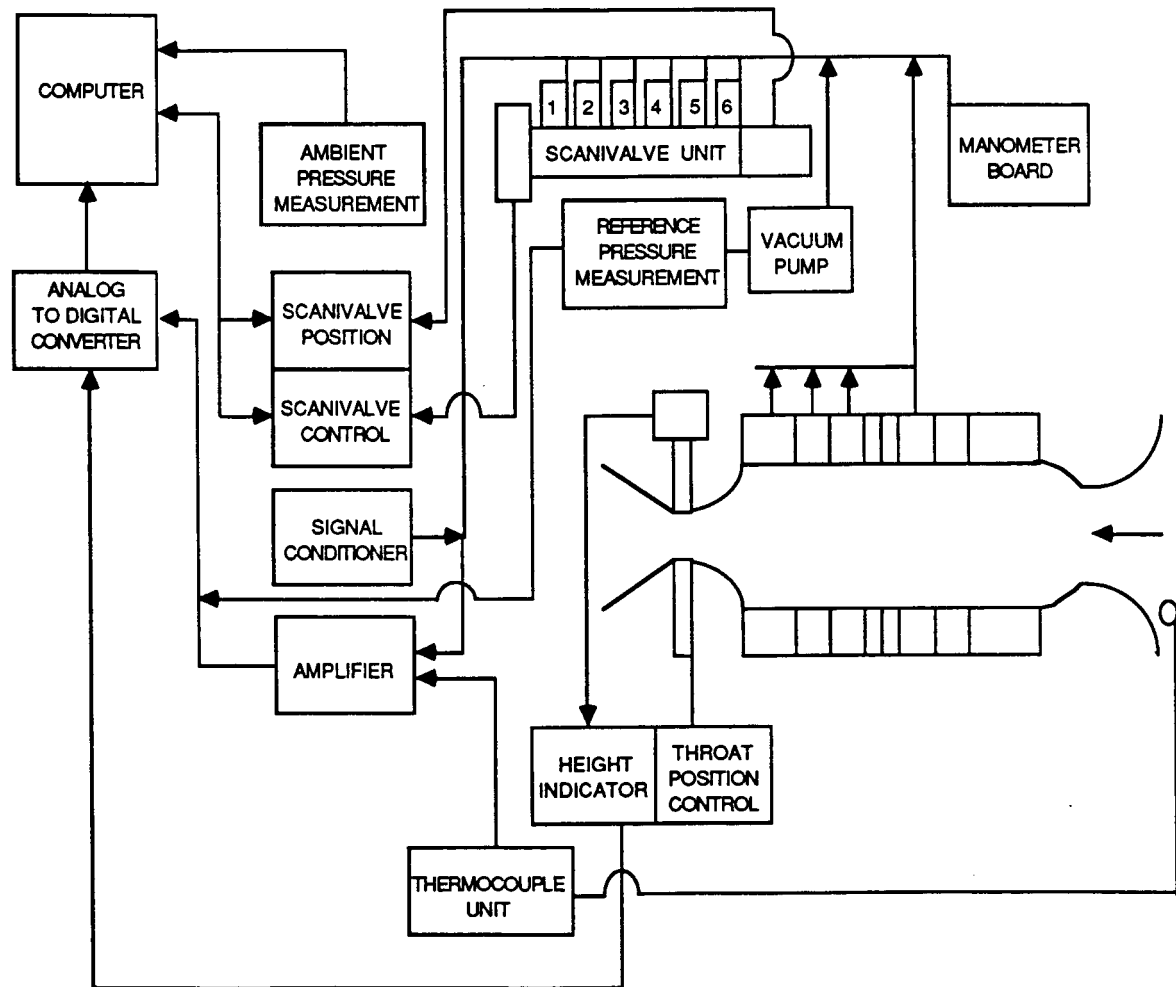 COMPUTER
AMBIENT
PRESSURE
MEASUREMENT
1 2 3 4 5 6
SCANIVALVE UNIT
MANOMETER
BOARD
REFERENCE
PRESSURE
MEASUREMENT
VACUUM
PUMP
ANALOG
TO DIGITAL
CONVERTER
SCANIVALVE
POSITION
SCANIVALVE
CONTROL
SIGNAL
CONDITIONER
AMPLIFIER
HEIGHT
INDICATOR
THROAT
POSITION
CONTROL
THERMOCOUPLE
UNIT